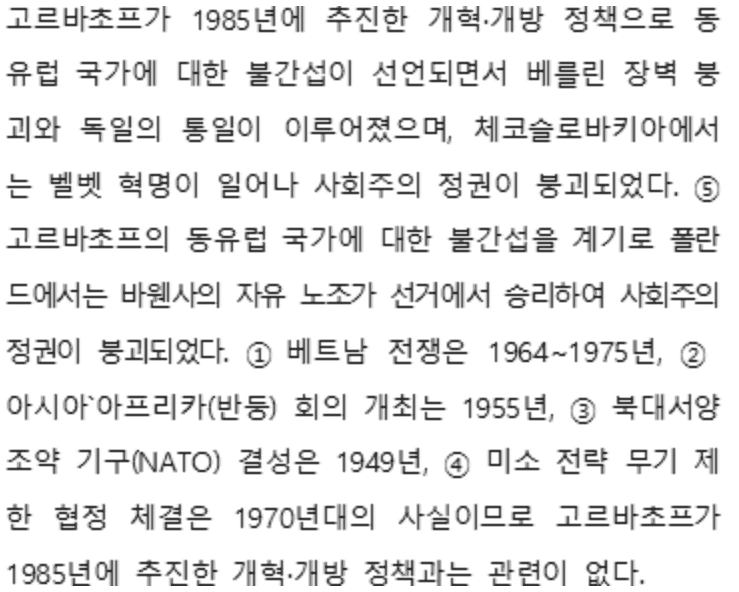 고르바초프가 1985년에 추진한 개혁·개방 정책으로 동
유럽 국가에 대한 불간섭이 선언되면서 베를린 장벽 붕
괴와 독일의 통일이 이루어졌으며, 체코슬로바키아에서
는 벨벳 혁명이 일어나 사회주의 정권이 붕괴되었다. ⑤
고르바초프의 동유럽 국가에 대한 불간섭을 계기로 폴란
드에서는 바웬사의 자유 노조가 선거에서 승리하여 사회주의
정권이 붕괴되었다. ① 베트남 전쟁은 1964~1975년, ②
아시아`아프리카(반둥) 회의 개최는 1955년, ③ 북대서양
조약 기구(NATO) 결성은 1949년, ④ 미소 전략 무기 제
한 협정 체결은 1970년대의 사실이므로 고르바초프가
1985년에 추진한 개혁·개방 정책과는 관련이 없다.